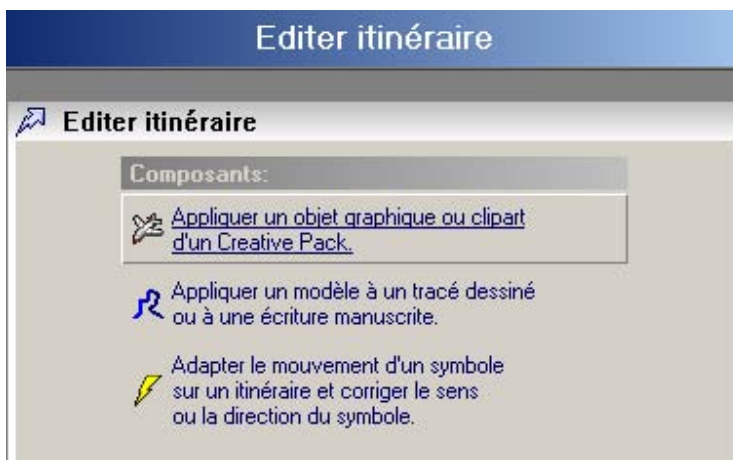 Editer itinéraire
Editer itinéraire
Composants:
Appliquer un objet graphique ou clipart
d'un Creative Pack.
Appliquer un modèle à un tracé dessiné
ou à une écriture manuscrite.
Adapter le mouvement d'un symbole
sur un itinéraire et corriger le sens
ou la direction du symbole.